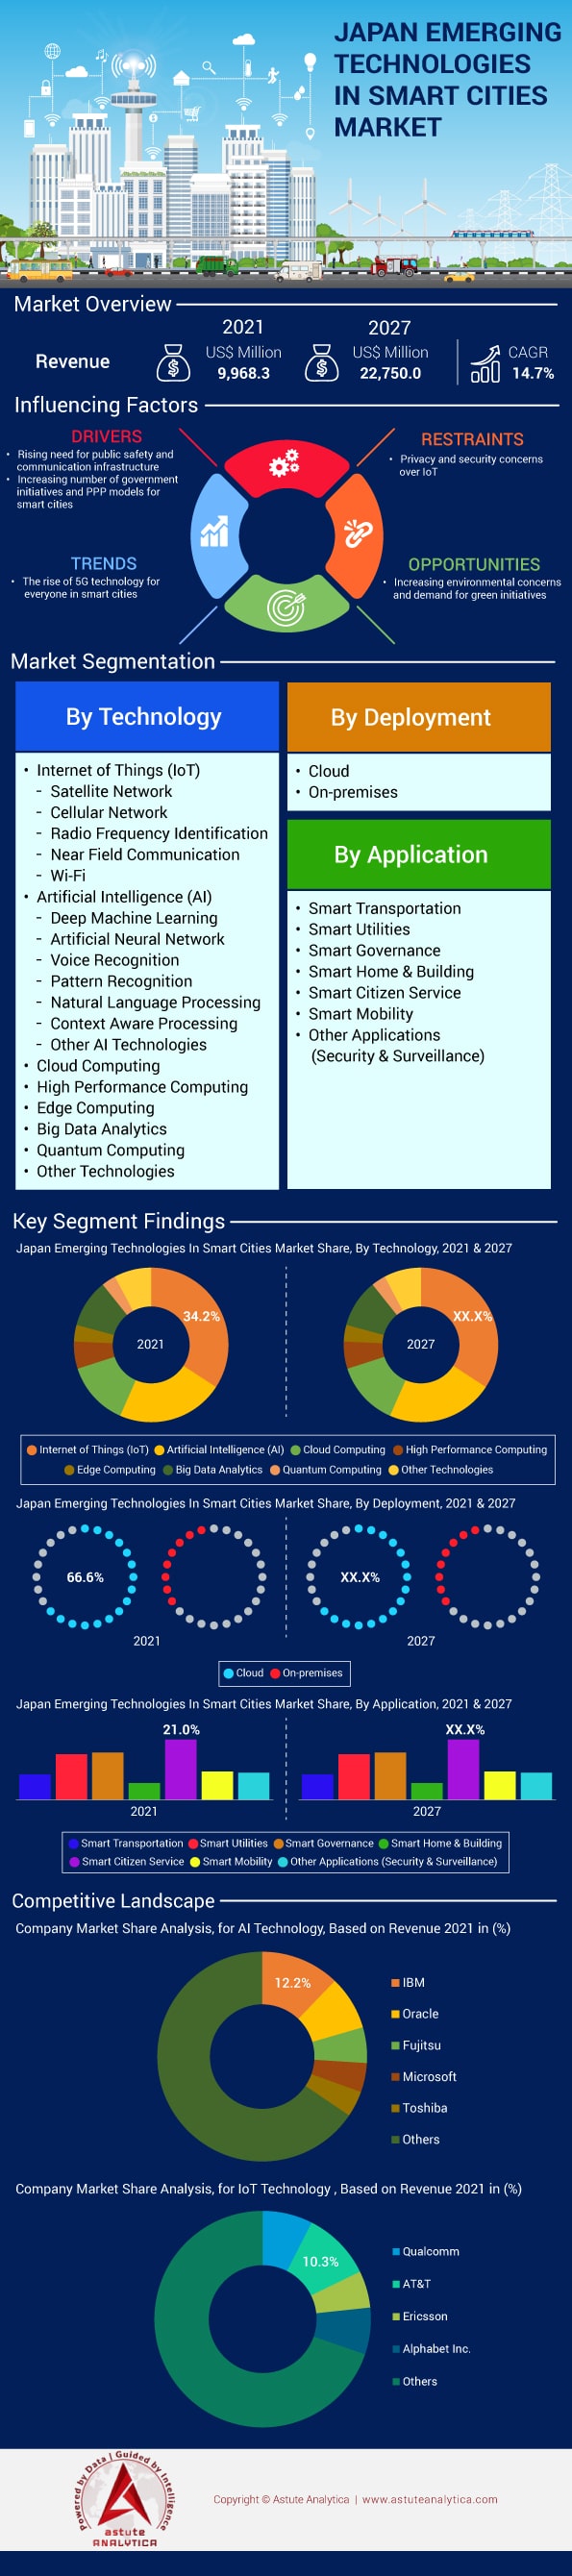 JAPAN EMERGING
TECHNOLOGIES
IN SMART CITIES
MARKET
Market Overview
2021
2027
Revenue
US$ Million
9,968.3
US$ Million
22,750.0
CAGR
14.7%
Influencing Factors
DRIVERS
• Rising need for public safety and
communication infrastructure
• Increasing number of government
initiatives and PPP models for
smart cities
RESTRAINTS
• Privacy and security concerns
over IoT
TRENDS
• The rise of 5G technology for
everyone in smart cities
OPPORTUNITIES
• Increasing environmental concerns
and demand for green initiatives
Market Segmentation
By Technology
• Internet of Things (IoT)
- Satellite Network
- Cellular Network
- Radio Frequency Identification
- Near Field Communication
- Wi-Fi
• Artificial Intelligence (AI)
- Deep Machine Learning
- Artificial Neural Network
- Voice Recognition
- Pattern Recognition
- Natural Language Processing
- Context Aware Processing
- Other AI Technologies
• Cloud Computing
• High Performance Computing
• Edge Computing
• Big Data Analytics
• Quantum Computing
• Other Technologies
By Deployment
• Cloud
• On-premises
By Application
• Smart Transportation
• Smart Utilities
• Smart Governance
• Smart Home & Building
• Smart Citizen Service
• Smart Mobility
• Other Applications
(Security & Surveillance)
Key Segment Findings
Japan Emerging Technologies In Smart Cities Market Share, By Technology, 2021 & 2027
34.2%
2021
XX.X%
2027
Internet of Things (IoT) Artificial Intelligence (AI) Cloud Computing High Performance Computing
Edge Computing Big Data Analytics Quantum Computing Other Technologies
Japan Emerging Technologies In Smart Cities Market Share, By Deployment, 2021 & 2027
66.6%
XX.X%
2021
2027
Cloud On-premises
Japan Emerging Technologies In Smart Cities Market Share, By Application, 2021 & 2027
21.0%
XX.X%
2021
2027
Smart Transportation Smart Utilities Smart Governance Smart Home & Building
Smart Citizen Service Smart Mobility Other Applications (Security & Surveillance)
Competitive Landscape
Company Market Share Analysis, for AI Technology, Based on Revenue 2021 in (%)
12.2%
IBM
Oracle
Fujitsu
Microsoft
Toshiba
Others
Company Market Share Analysis, for IoT Technology , Based on Revenue 2021 in (%)
10.3%
Qualcomm
AT&T
Ericsson
Alphabet Inc.
Others
Powered by Data | Guided by Intelligence
astute
ANALYTICA
Copyright © Astute Analytica | www.astuteanalytica.com